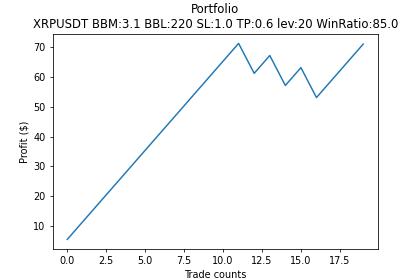 Portfolio
XRPUSDT BBM:3.1 BBL:220 SL:1.0 TP:0.6 lev:20 WinRatio:85.0
70
60
50
40
30
20
10
Profit ($)
0.0 2.5 5.0 7.5 10.0 12.5 15.0 17.5
Trade counts